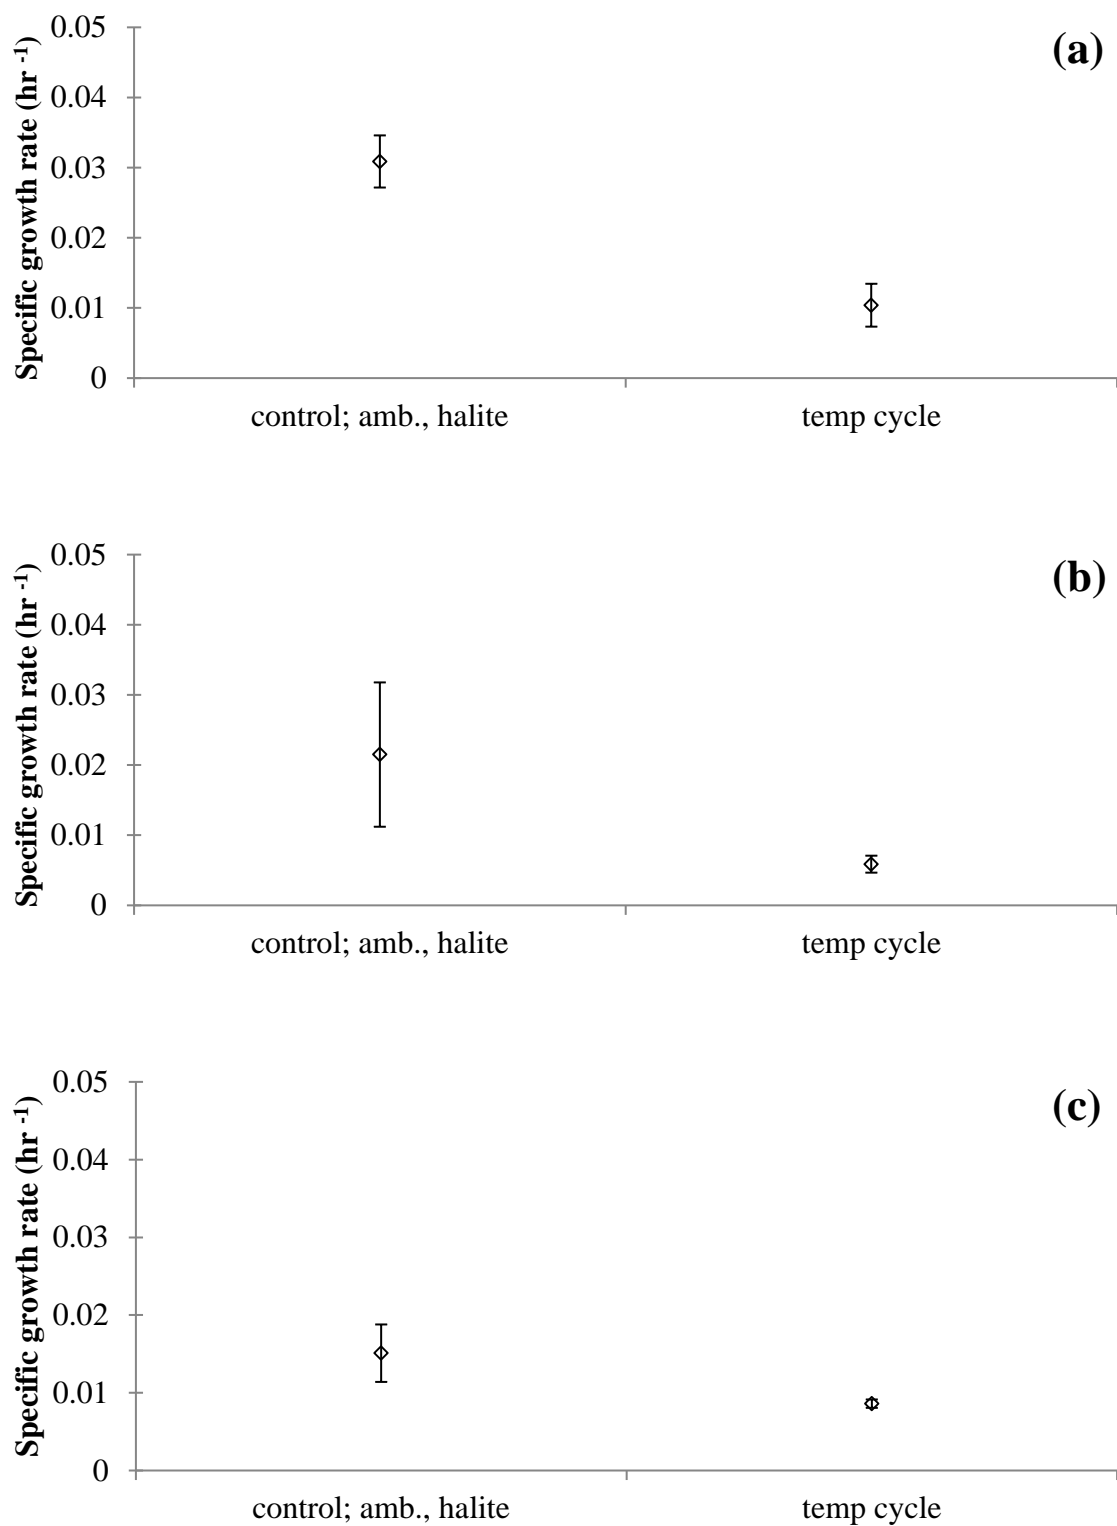 (a)
Specific growth rate (hr -1)
0.05
0.04
0.03
0.02
0.01
0
control; amb., halite
temp cycle
(b)
Specific growth rate (hr -1)
0.05
0.04
0.03
0.02
0.01
0
control; amb., halite
temp cycle
(c)
Specific growth rate (hr -1)
0.05
0.04
0.03
0.02
0.01
0
control; amb., halite
temp cycle